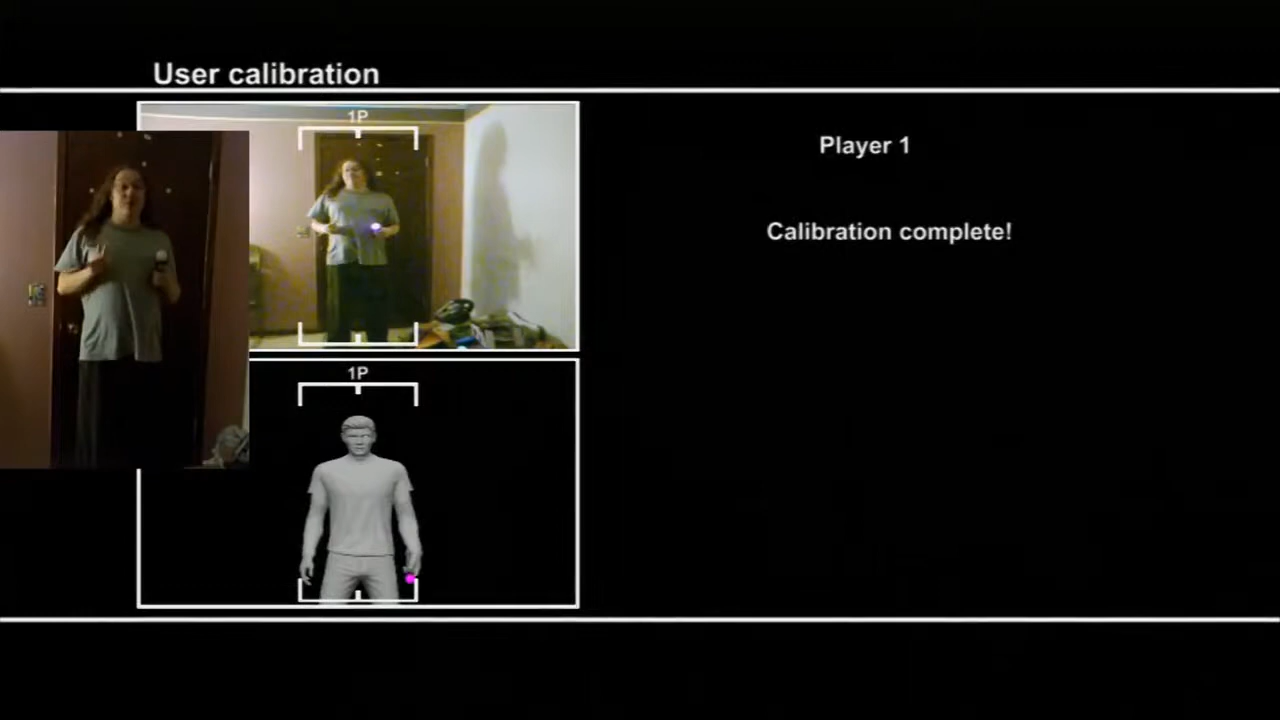 User calibration
1P
Player 1
Calibration complete!
1P